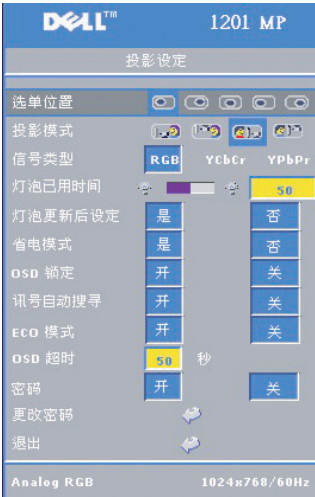 DELL™ 1201 MP
投影设定
选单位置
投影模式
信号类型 RGB YCbCr YPbPr
灯泡已用时间 50
灯泡更新后设定 是 否
省电模式 是 否
OSD 锁定 开 关
讯号自动搜寻 开 关
ECO 模式 开 关
OSD 超时 50 秒
密码 开 关
更改密码
退出
Analog RGB 1024x768/60Hz